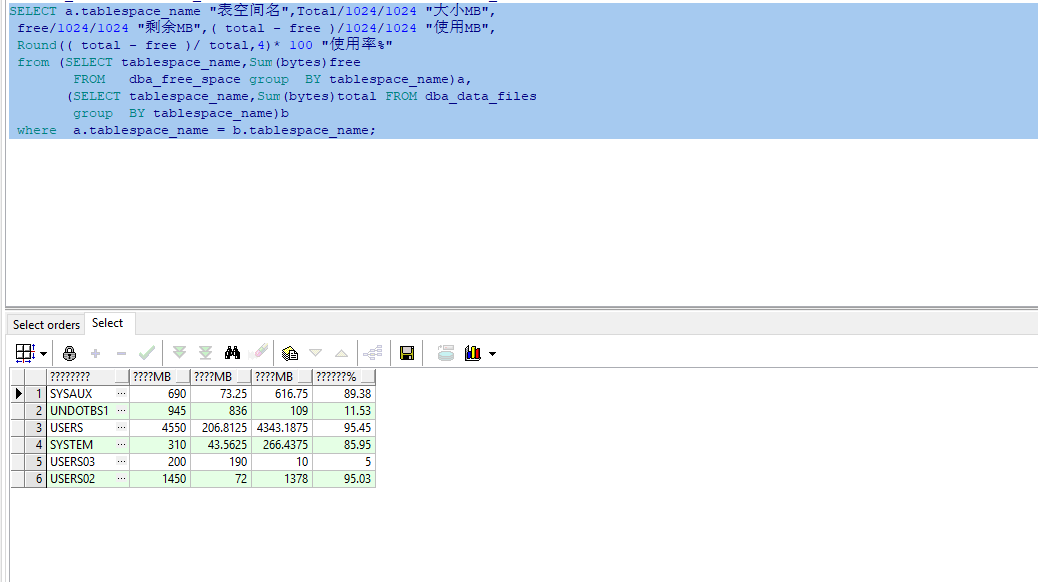 SELECT a.tablespace_name "表空间名",Total/1024/1024 "大小MB",
free/1024/1024 "剩余MB",( total - free )/1024/1024 "使用MB",
Round(( total - free )/ total,4)* 100 "使用率%"
from (SELECT tablespace_name,Sum(bytes)free
FROM dba_free_space group BY tablespace_name)a,
(SELECT tablespace_name,Sum(bytes)total FROM dba_data_files
group BY tablespace_name)b
where a.tablespace_name = b.tablespace_name;
Select orders Select
???????? ????MB ????MB ????MB ??????%
1 SYSAUX ... 690 73.25 616.75 89.38
2 UNDOTBS1 ... 945 836 109 11.53
3 USERS ... 4550 206.8125 4343.1875 95.45
4 SYSTEM ... 310 43.5625 266.4375 85.95
5 USERS03 ... 200 190 10 5
6 USERS02 ... 1450 72 1378 95.03